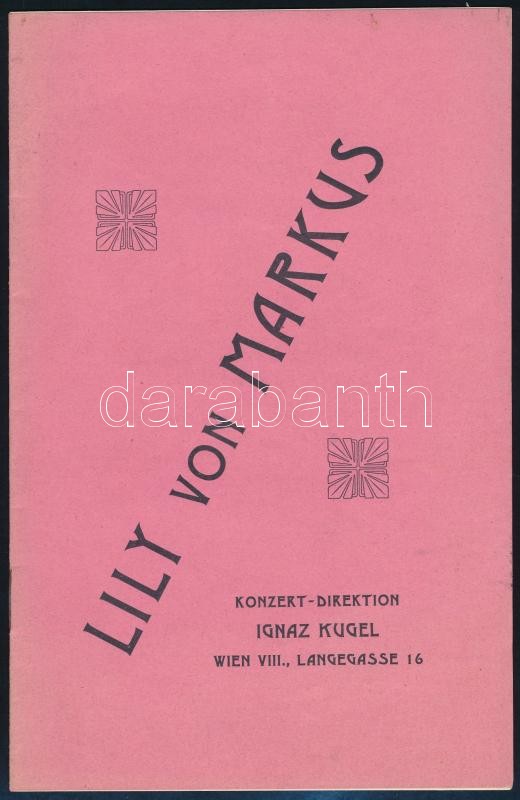 LILY VON MARKUS
darabanth
KONZERT-DIREKTION
IGNAZ KUGEL
WIEN VIII., LANGEGASSE 16